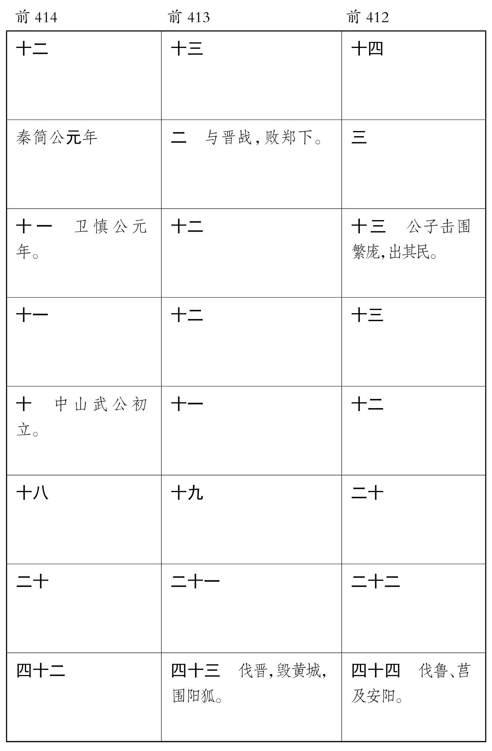 前 414 前 413 前 412
十二 十三 十四
秦简公元年 二 与晋战,败郑下。 三
十一 卫慎公元 十二 十三 公子击围
年。 繁庞,出其民。
十一 十二 十三
十 中山武公初 十一 十二
立。
十八 十九 二十
二十 二十一 二十二
四十二 四十三 伐晋,毁黄城, 四十四 伐鲁、莒
围阳狐。 及安阳。